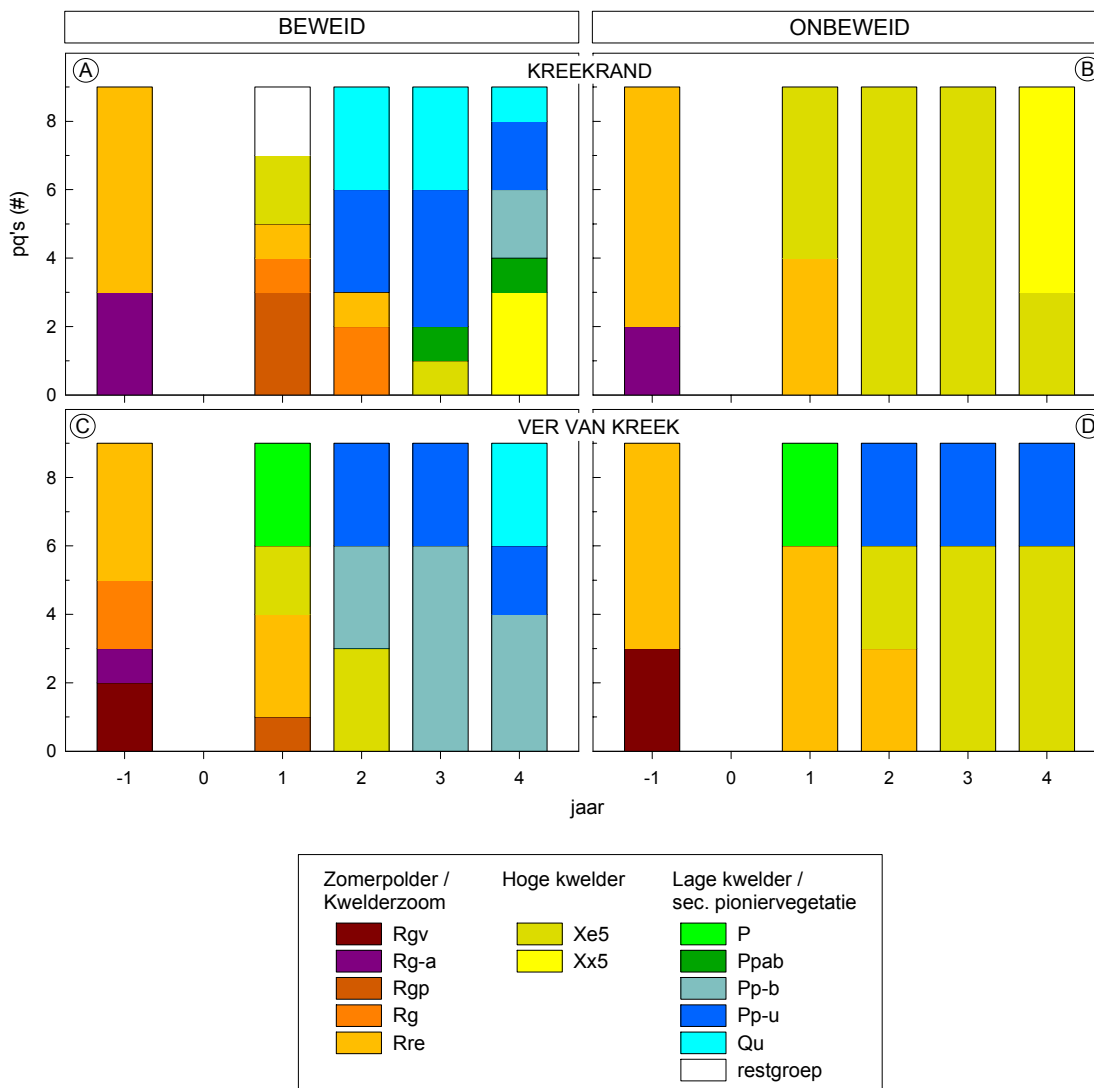 BEWEID
ONBEWEID
A
KREEKRAND
B
8
6
4
2
0
pq's (#)
C
VER VAN KREEK
D
8
6
4
2
0
-1 0 1 2 3 4
-1 0 1 2 3 4
jaar
Zomerpolder /
Kwelderzoom
Rgv
Rg-a
Rgp
Rg
Rre
Hoge kwelder
Xe5
Xx5
Lage kwelder /
sec. pioniervegetatie
P
Ppab
Pp-b
Pp-u
Qu
restgroep